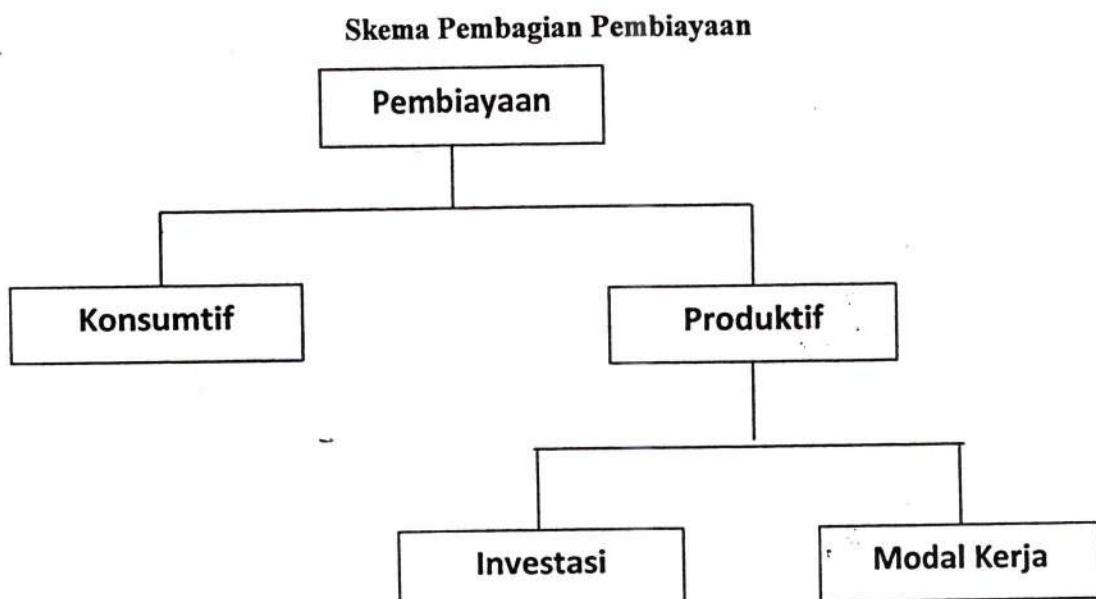 Skema Pembagian Pembiayaan
Pembiayaan
Konsumtif
Produktif
Investasi
Modal Kerja